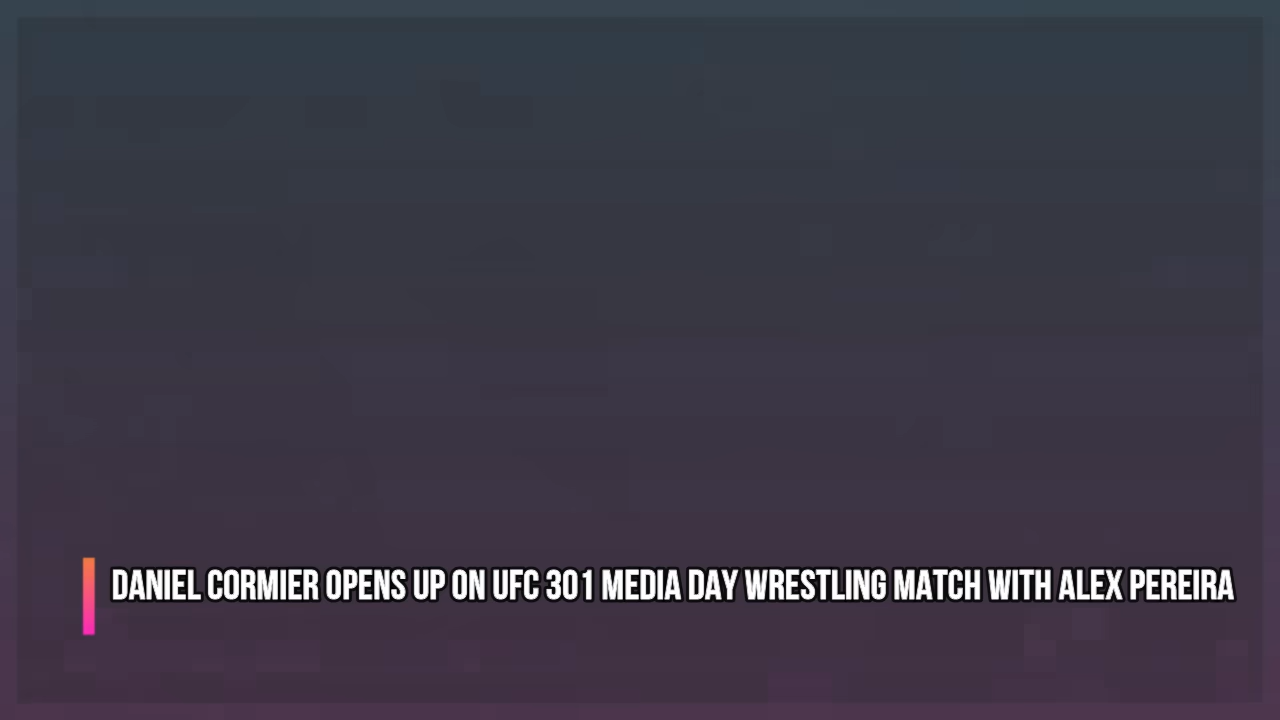 DANIEL CORMIER OPENS UP ON UFC 301 MEDIA DAY WRESTLING MATCH WITH ALEX PEREIRA